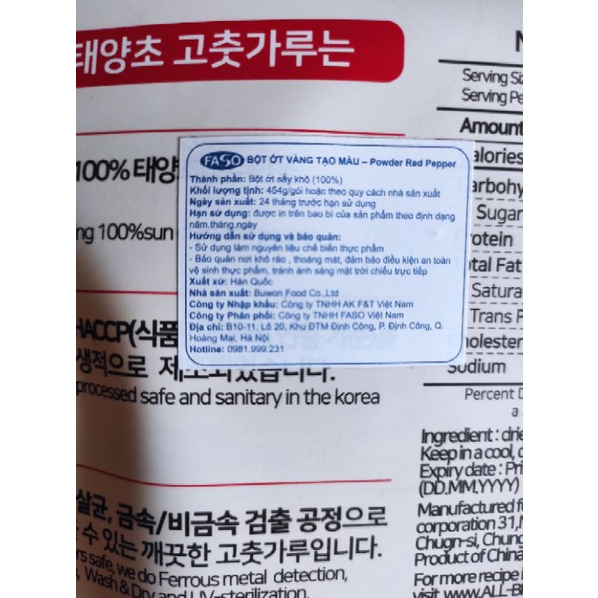 태양초 고춧가루는
100% 태양
ng 100%sun
FASO BỘT ỚT VÀNG TẠO MÀU – Powder Red Pepper
Thành phần: Bột ớt sấy khô (100%)
Khối lượng tịnh: 454g/gói hoặc theo quy cách nhà sản xuất
Ngày sản xuất: 24 tháng trước hạn sử dụng
Hạn sử dụng: được in trên bao bì của sản phẩm theo định dạng
năm.tháng.ngày
Hướng dẫn sử dụng và bảo quản:
- Sử dụng làm nguyên liệu chế biến thực phẩm
- Bảo quản nơi khô ráo , thoáng mát, đảm bảo điều kiện an toàn
vệ sinh thực phẩm, tránh ánh sáng mặt trời chiếu trực tiếp
Xuất xứ: Hàn Quốc
Nhà sản xuất: Buwon Food Co.,Ltd
Công ty Nhập khẩu: Công ty TNHH AK F&T Việt Nam
Công ty Phân phối: Công ty TNHH FASO Việt Nam
Địa chỉ: B10-11, Lô 20, Khu ĐTM Định Công, P. Định Công, Q.
Hoàng Mai, Hà Nội
Hotline: 0981.999.231
HACCP(식품
생적으로 제조되었습니다.
processed safe and sanitary in the korea
살균, 금속/비금속 검출 공정으로
수 있는 깨끗한 고춧가루입니다.
rs safe, we do Ferrous metal detection,
, Wash & Dry and UV-sterilization.
Serving Si
Serving Pe
Amount
alories
arbohy
Sugar
rotein
otal Fat
Satura
Trans F
holester
Sodium
Percent D
a
Ingredient : drie
Keep in a cool, d
Expiry date : Pri
(DD.MM,YYYY)
Manufactured f
corporation 31,
Chugn-si, Chung
Product of China
For more recipe i
visit www.ALL-B